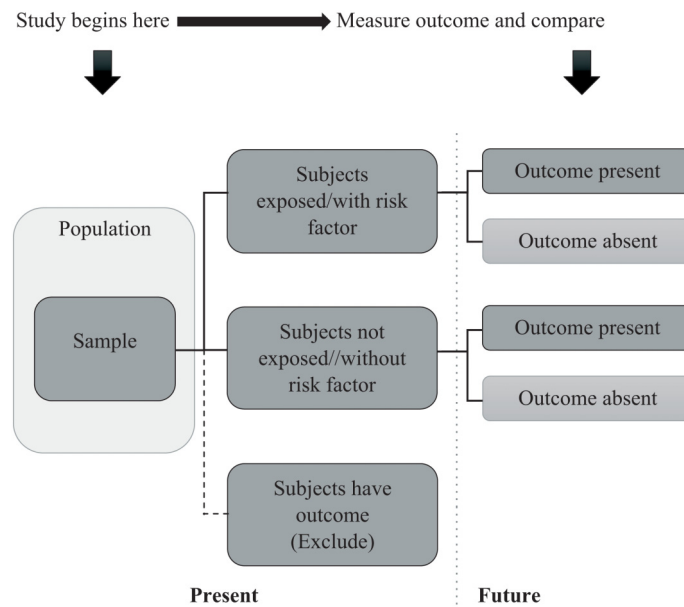 Study begins here
Measure outcome and compare
Population
Sample
Subjects
exposed/with risk
factor
Subjects not
exposed//without
risk factor
Subjects have
outcome
(Exclude)
Outcome present
Outcome absent
Outcome present
Outcome absent
Present
Future